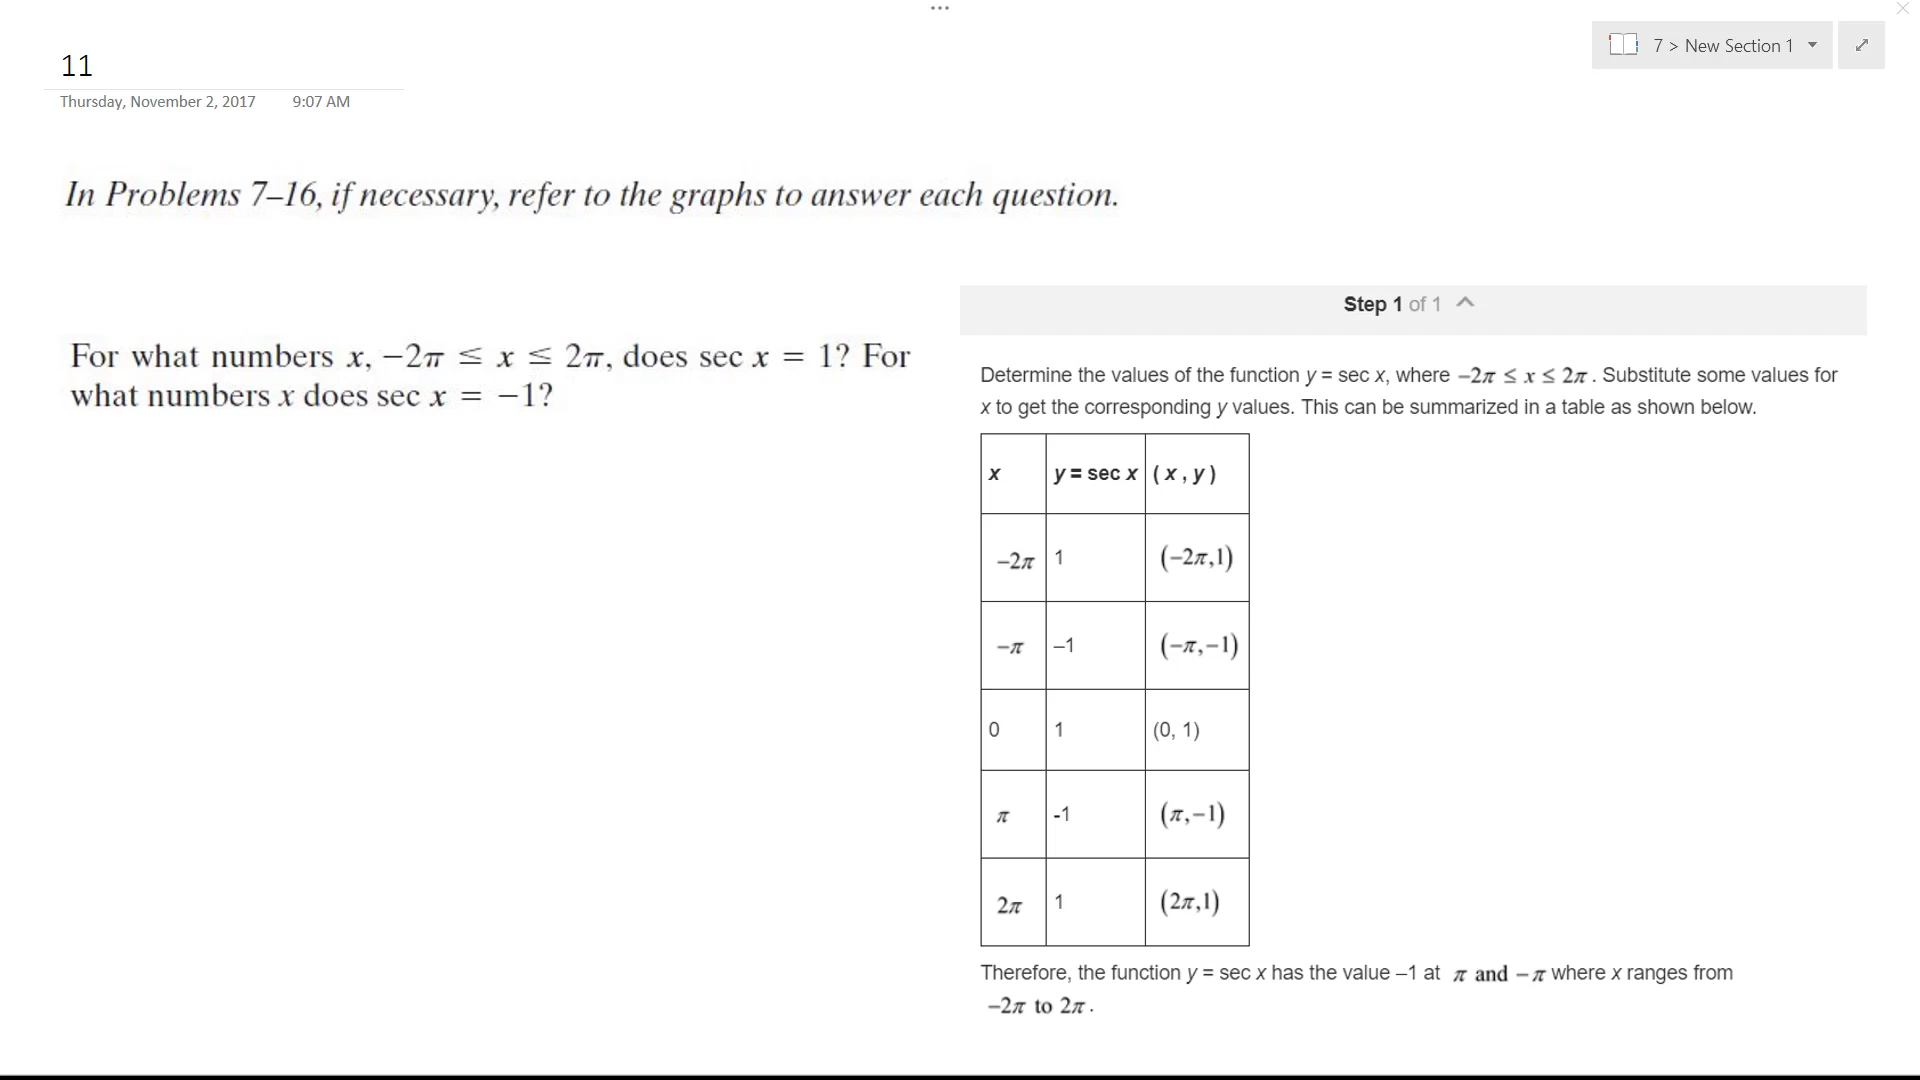 ...
7 > New Section 1
11
Thursday, November 2, 2017 9:07 AM
In Problems 7–16, if necessary, refer to the graphs to answer each question.
For what numbers x, −2π ≤ x ≤ 2π, does sec x = 1? For
what numbers x does sec x = −1?
Step 1 of 1
Determine the values of the function y = sec x, where −2π ≤ x ≤ 2π . Substitute some values for
x to get the corresponding y values. This can be summarized in a table as shown below.
x y = sec x ( x , y )
−2π 1 (−2π,1)
−π –1 (−π,−1)
0 1 (0, 1)
π -1 (π,−1)
2π 1 (2π,1)
Therefore, the function y = sec x has the value –1 at π and − π where x ranges from
−2π to 2π .